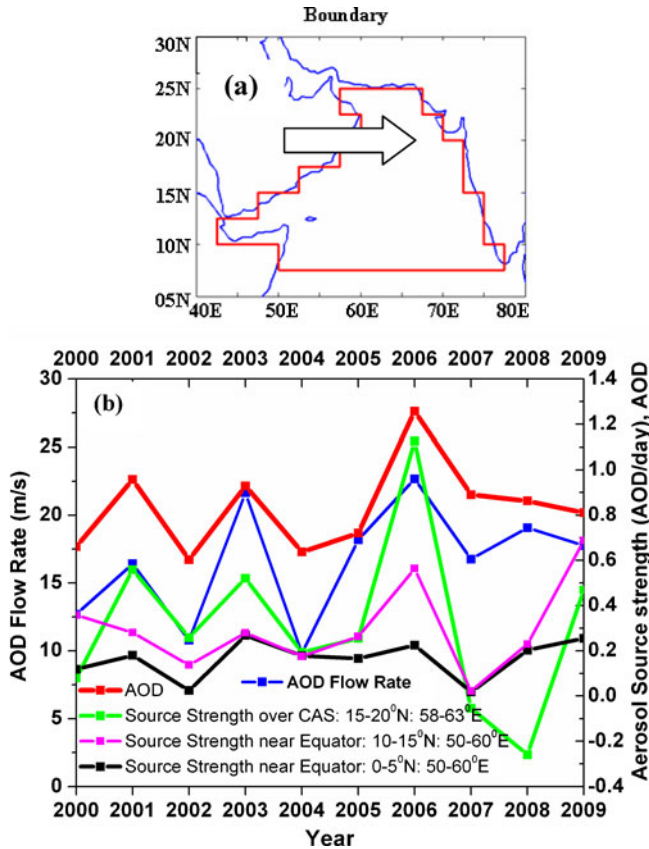 Boundary
30N
(a)
25N
20N
15N
10N
05N
40E 50E 60E 70E 80E
2000 2001 2002 2003 2004 2005 2006 2007 2008 2009
30 1.4
(b)
25 1.2
1.0
20 0.8
0.6
15 0.4
10 0.2
0.0
5 -0.2
0 -0.4
AOD Flow Rate (m/s)
Aerosol Source strength (AOD/day), AOD
AOD AOD Flow Rate
Source Strength over CAS: 15-20⁰N: 58-63⁰E
Source Strength near Equator: 10-15⁰N: 50-60⁰E
Source Strength near Equator: 0-5⁰N: 50-60⁰E
2000 2001 2002 2003 2004 2005 2006 2007 2008 2009
Year